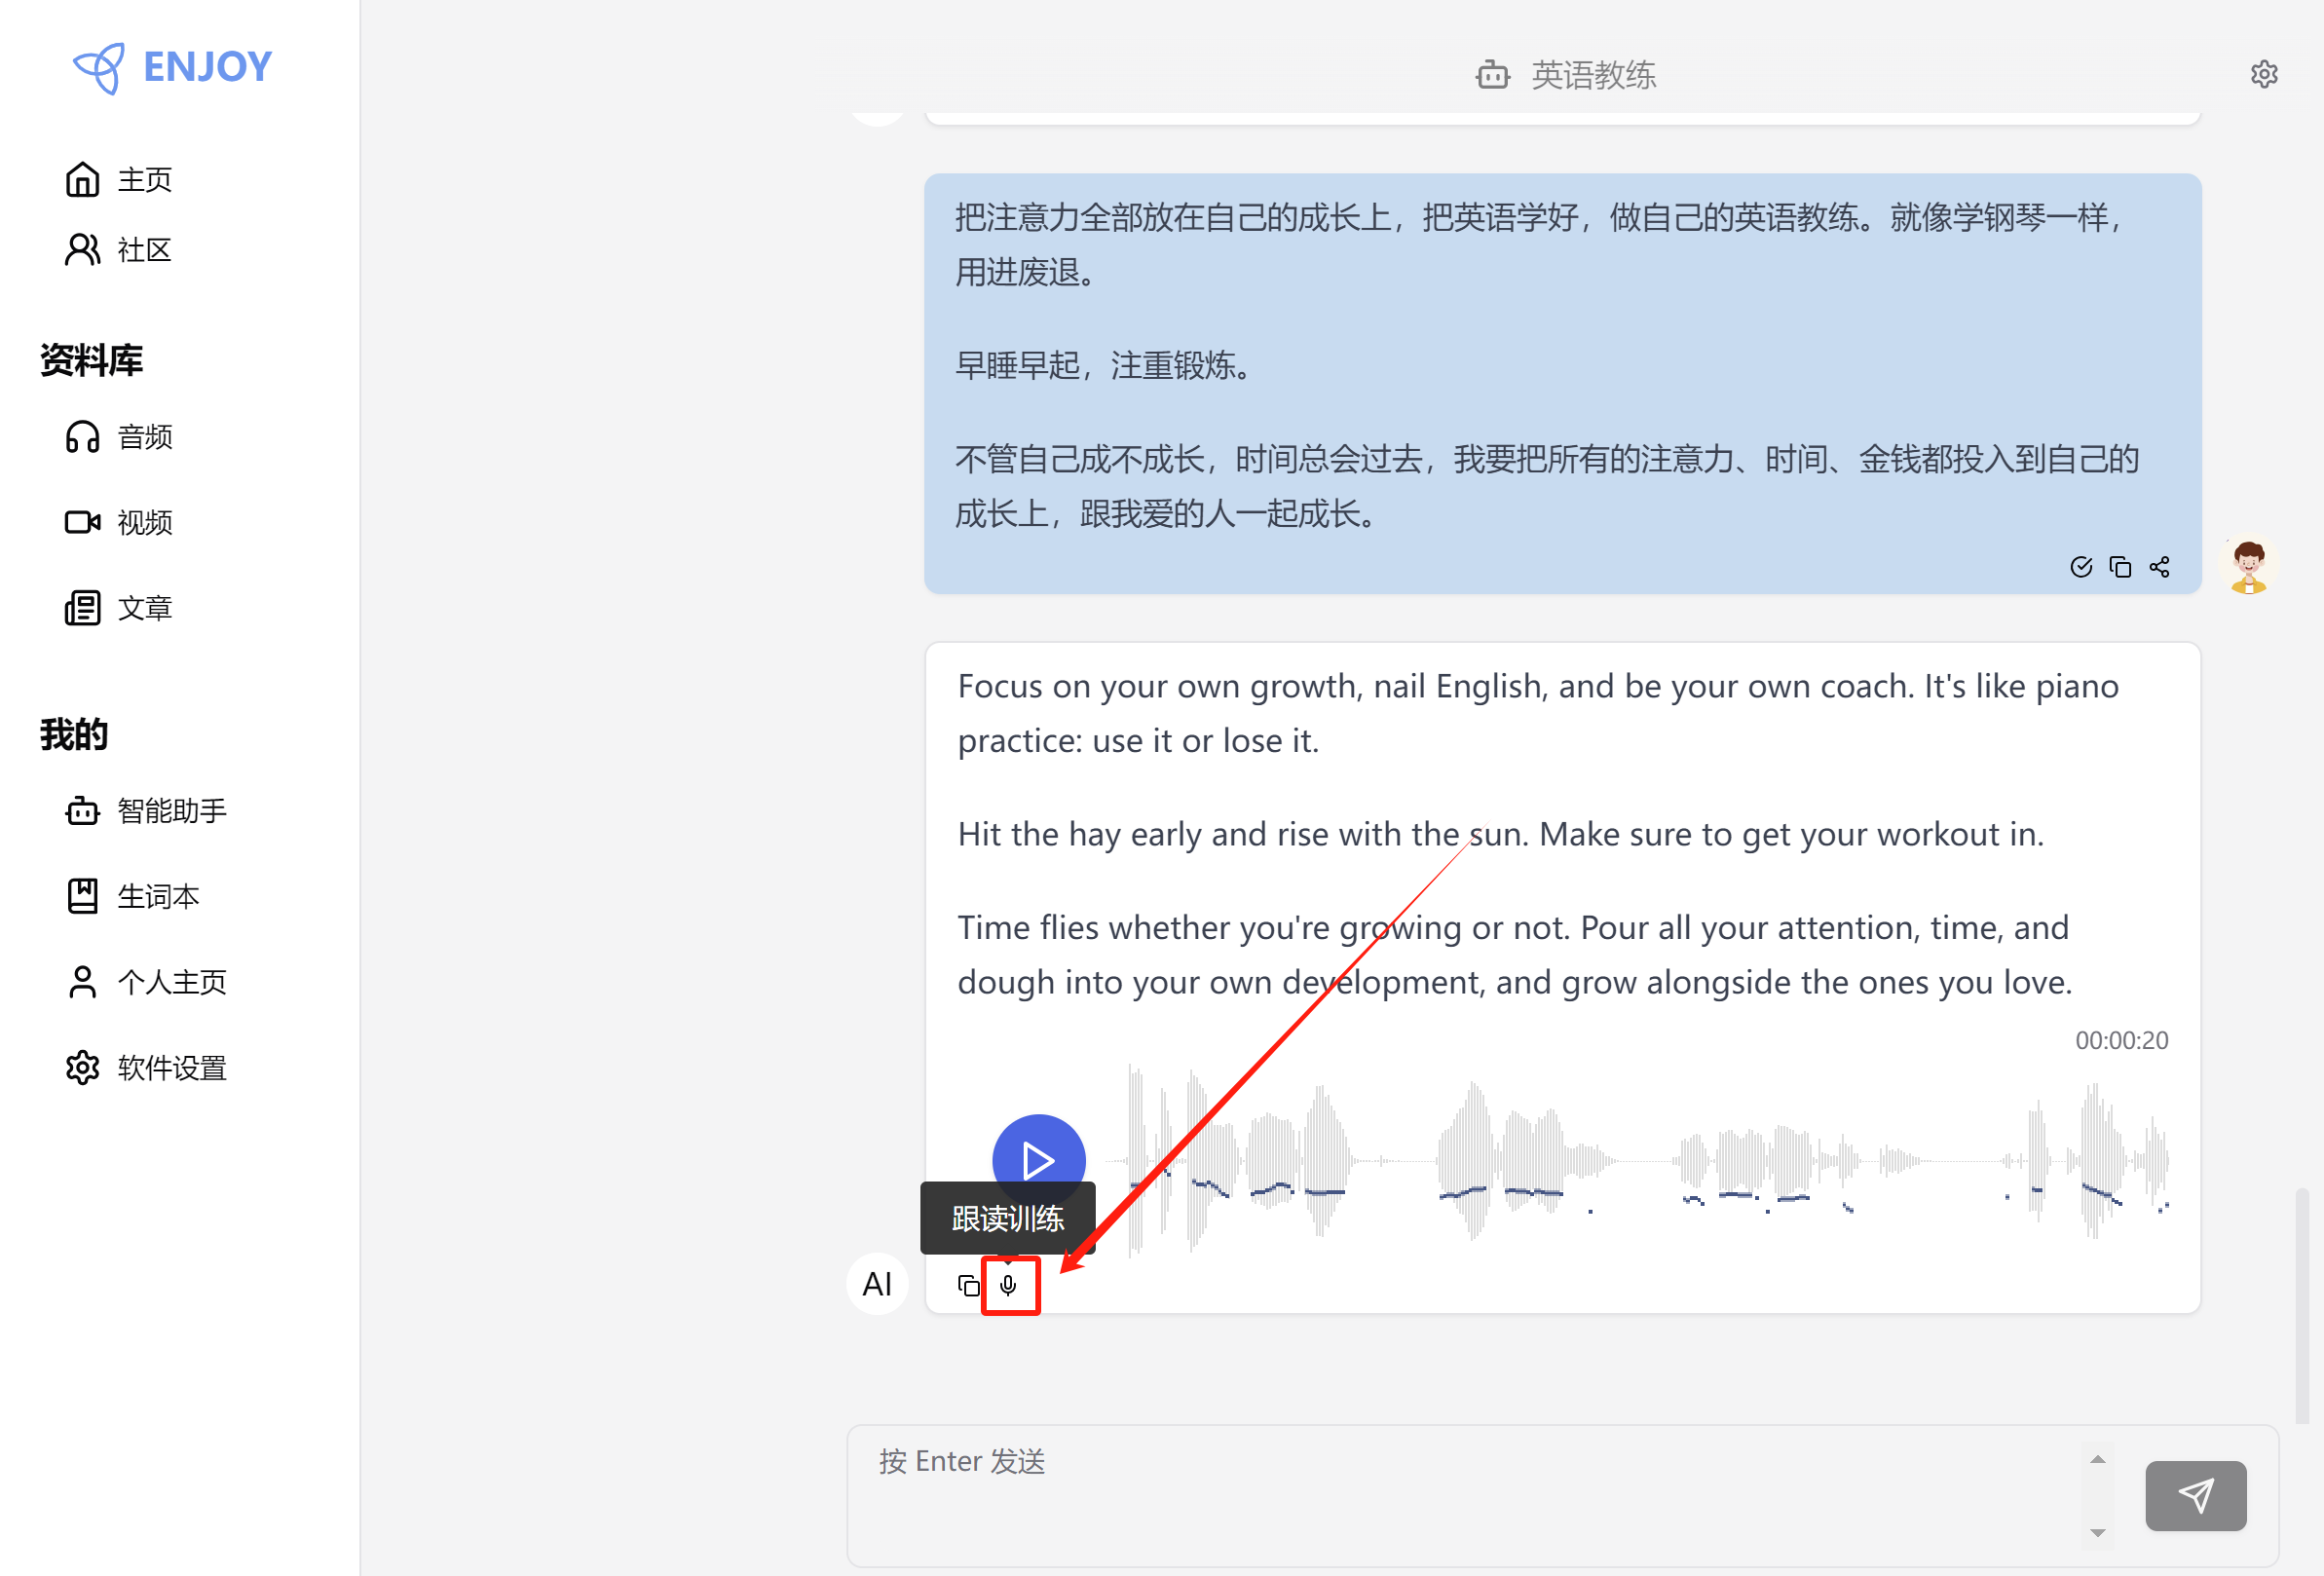 ENJOY
主页
社区
资料库
音频
视频
文章
我的
智能助手
生词本
个人主页
软件设置
英语教练
把注意力全部放在自己的成长上，把英语学好，做自己的英语教练。就像学钢琴一样，
用进废退。
早睡早起，注重锻炼。
不管自己成不成长，时间总会过去，我要把所有的注意力、时间、金钱都投入到自己的
成长上，跟我爱的人一起成长。
Focus on your own growth, nail English, and be your own coach. It's like piano
practice: use it or lose it.
Hit the hay early and rise with the sun. Make sure to get your workout in.
Time flies whether you're growing or not. Pour all your attention, time, and
dough into your own development, and grow alongside the ones you love.
00:00:20
跟读训练
AI
按 Enter 发送